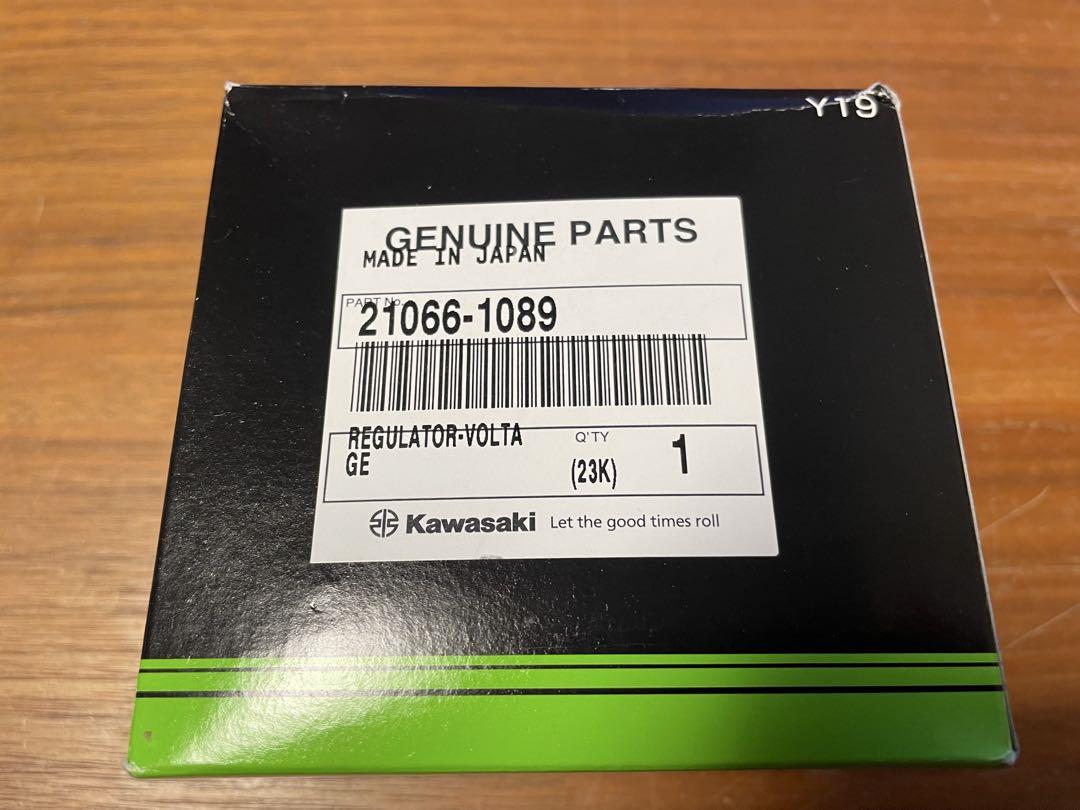 Y19
GENUINE PARTS
MADE IN JAPAN
PART No.
21066-1089
REGULATOR-VOLTA
GE
Q'TY
(23K)
1
Kawasaki Let the good times roll